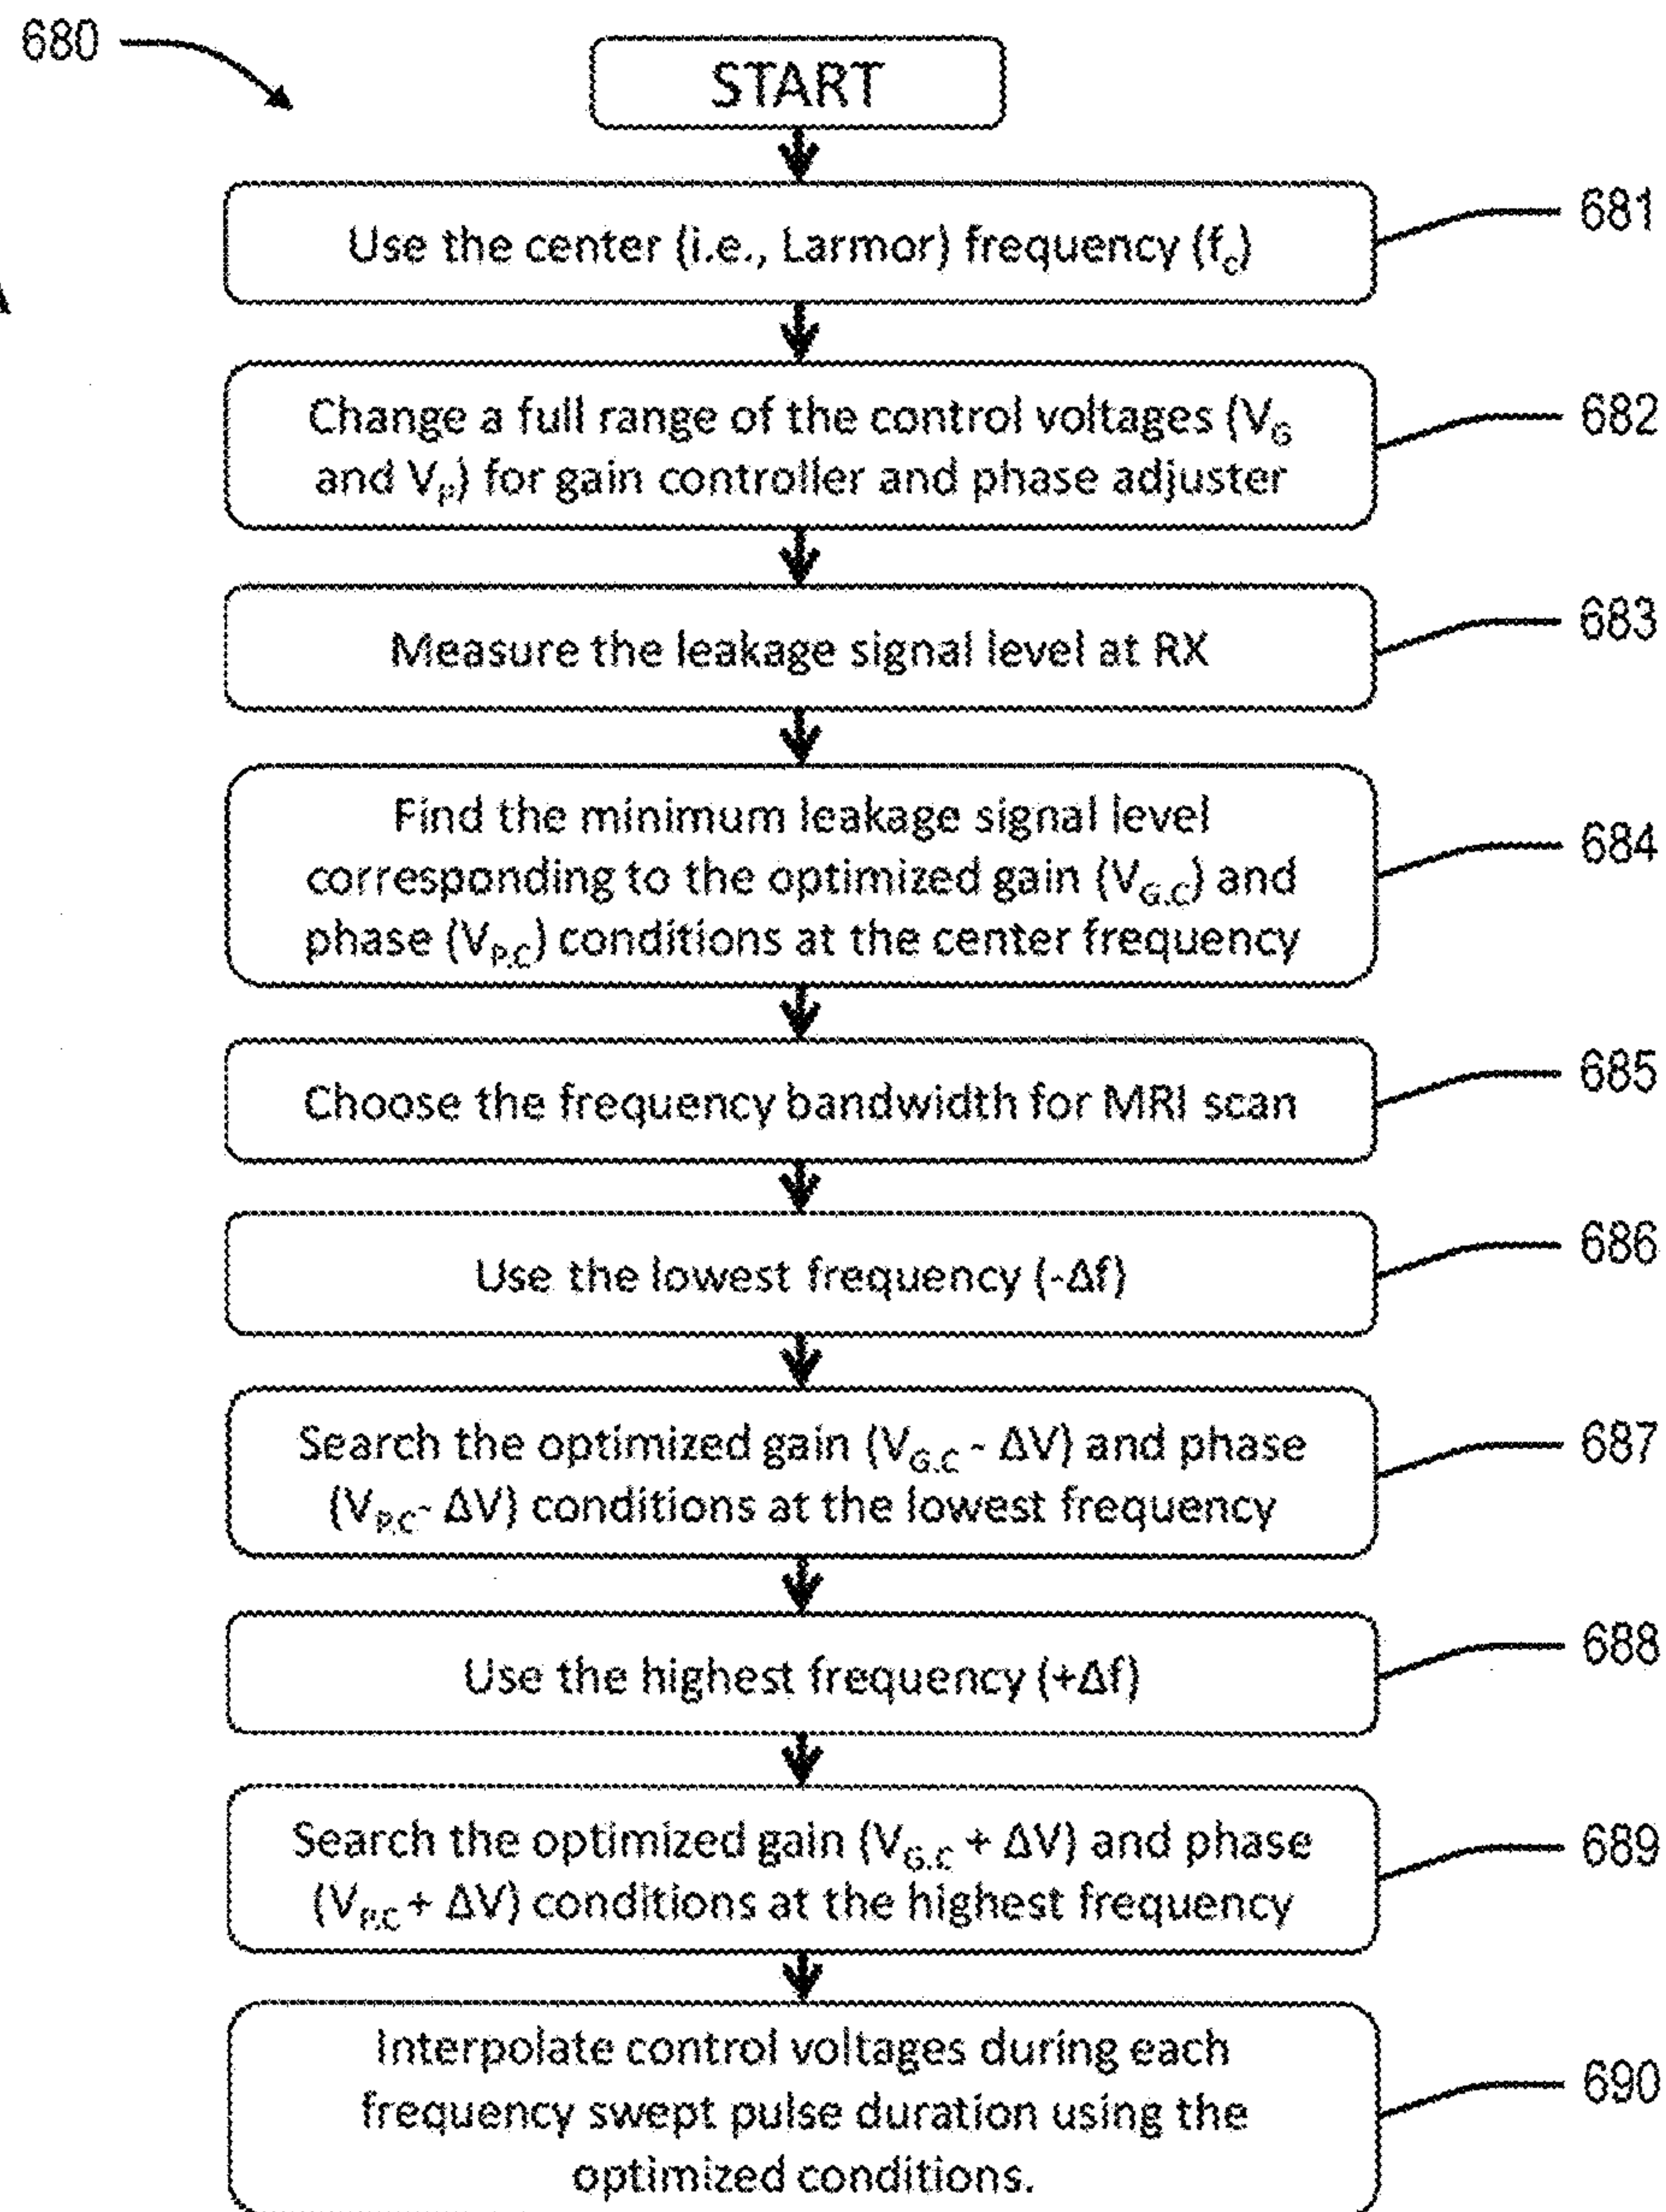 680
START
Use the center (i.e., Larmor) frequency (fc)
681
Change a full range of the control voltages (VG
and VP) for gain controller and phase adjuster
682
Measure the leakage signal level at RX
683
Find the minimum leakage signal level
corresponding to the optimized gain (VG.C) and
phase (VP.C) conditions at the center frequency
684
Choose the frequency bandwidth for MRI scan
685
Use the lowest frequency (-Δf)
686
Search the optimized gain (VG.C - ΔV) and phase
(VP.C- ΔV) conditions at the lowest frequency
687
Use the highest frequency (+Δf)
688
Search the optimized gain (VG.C + ΔV) and phase
(VP.C + ΔV) conditions at the highest frequency
689
Interpolate control voltages during each
frequency swept pulse duration using the
optimized conditions.
690